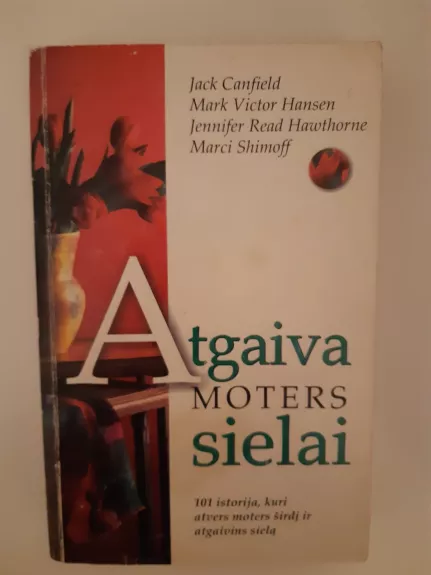 Jack Canfield
Mark Victor Hansen
Jennifer Read Hawthorne
Marci Shimoff
Atgaiva
MOTERS
sielai
101 istorija, kuri
atvers moters širdį ir
atgaivins sielą